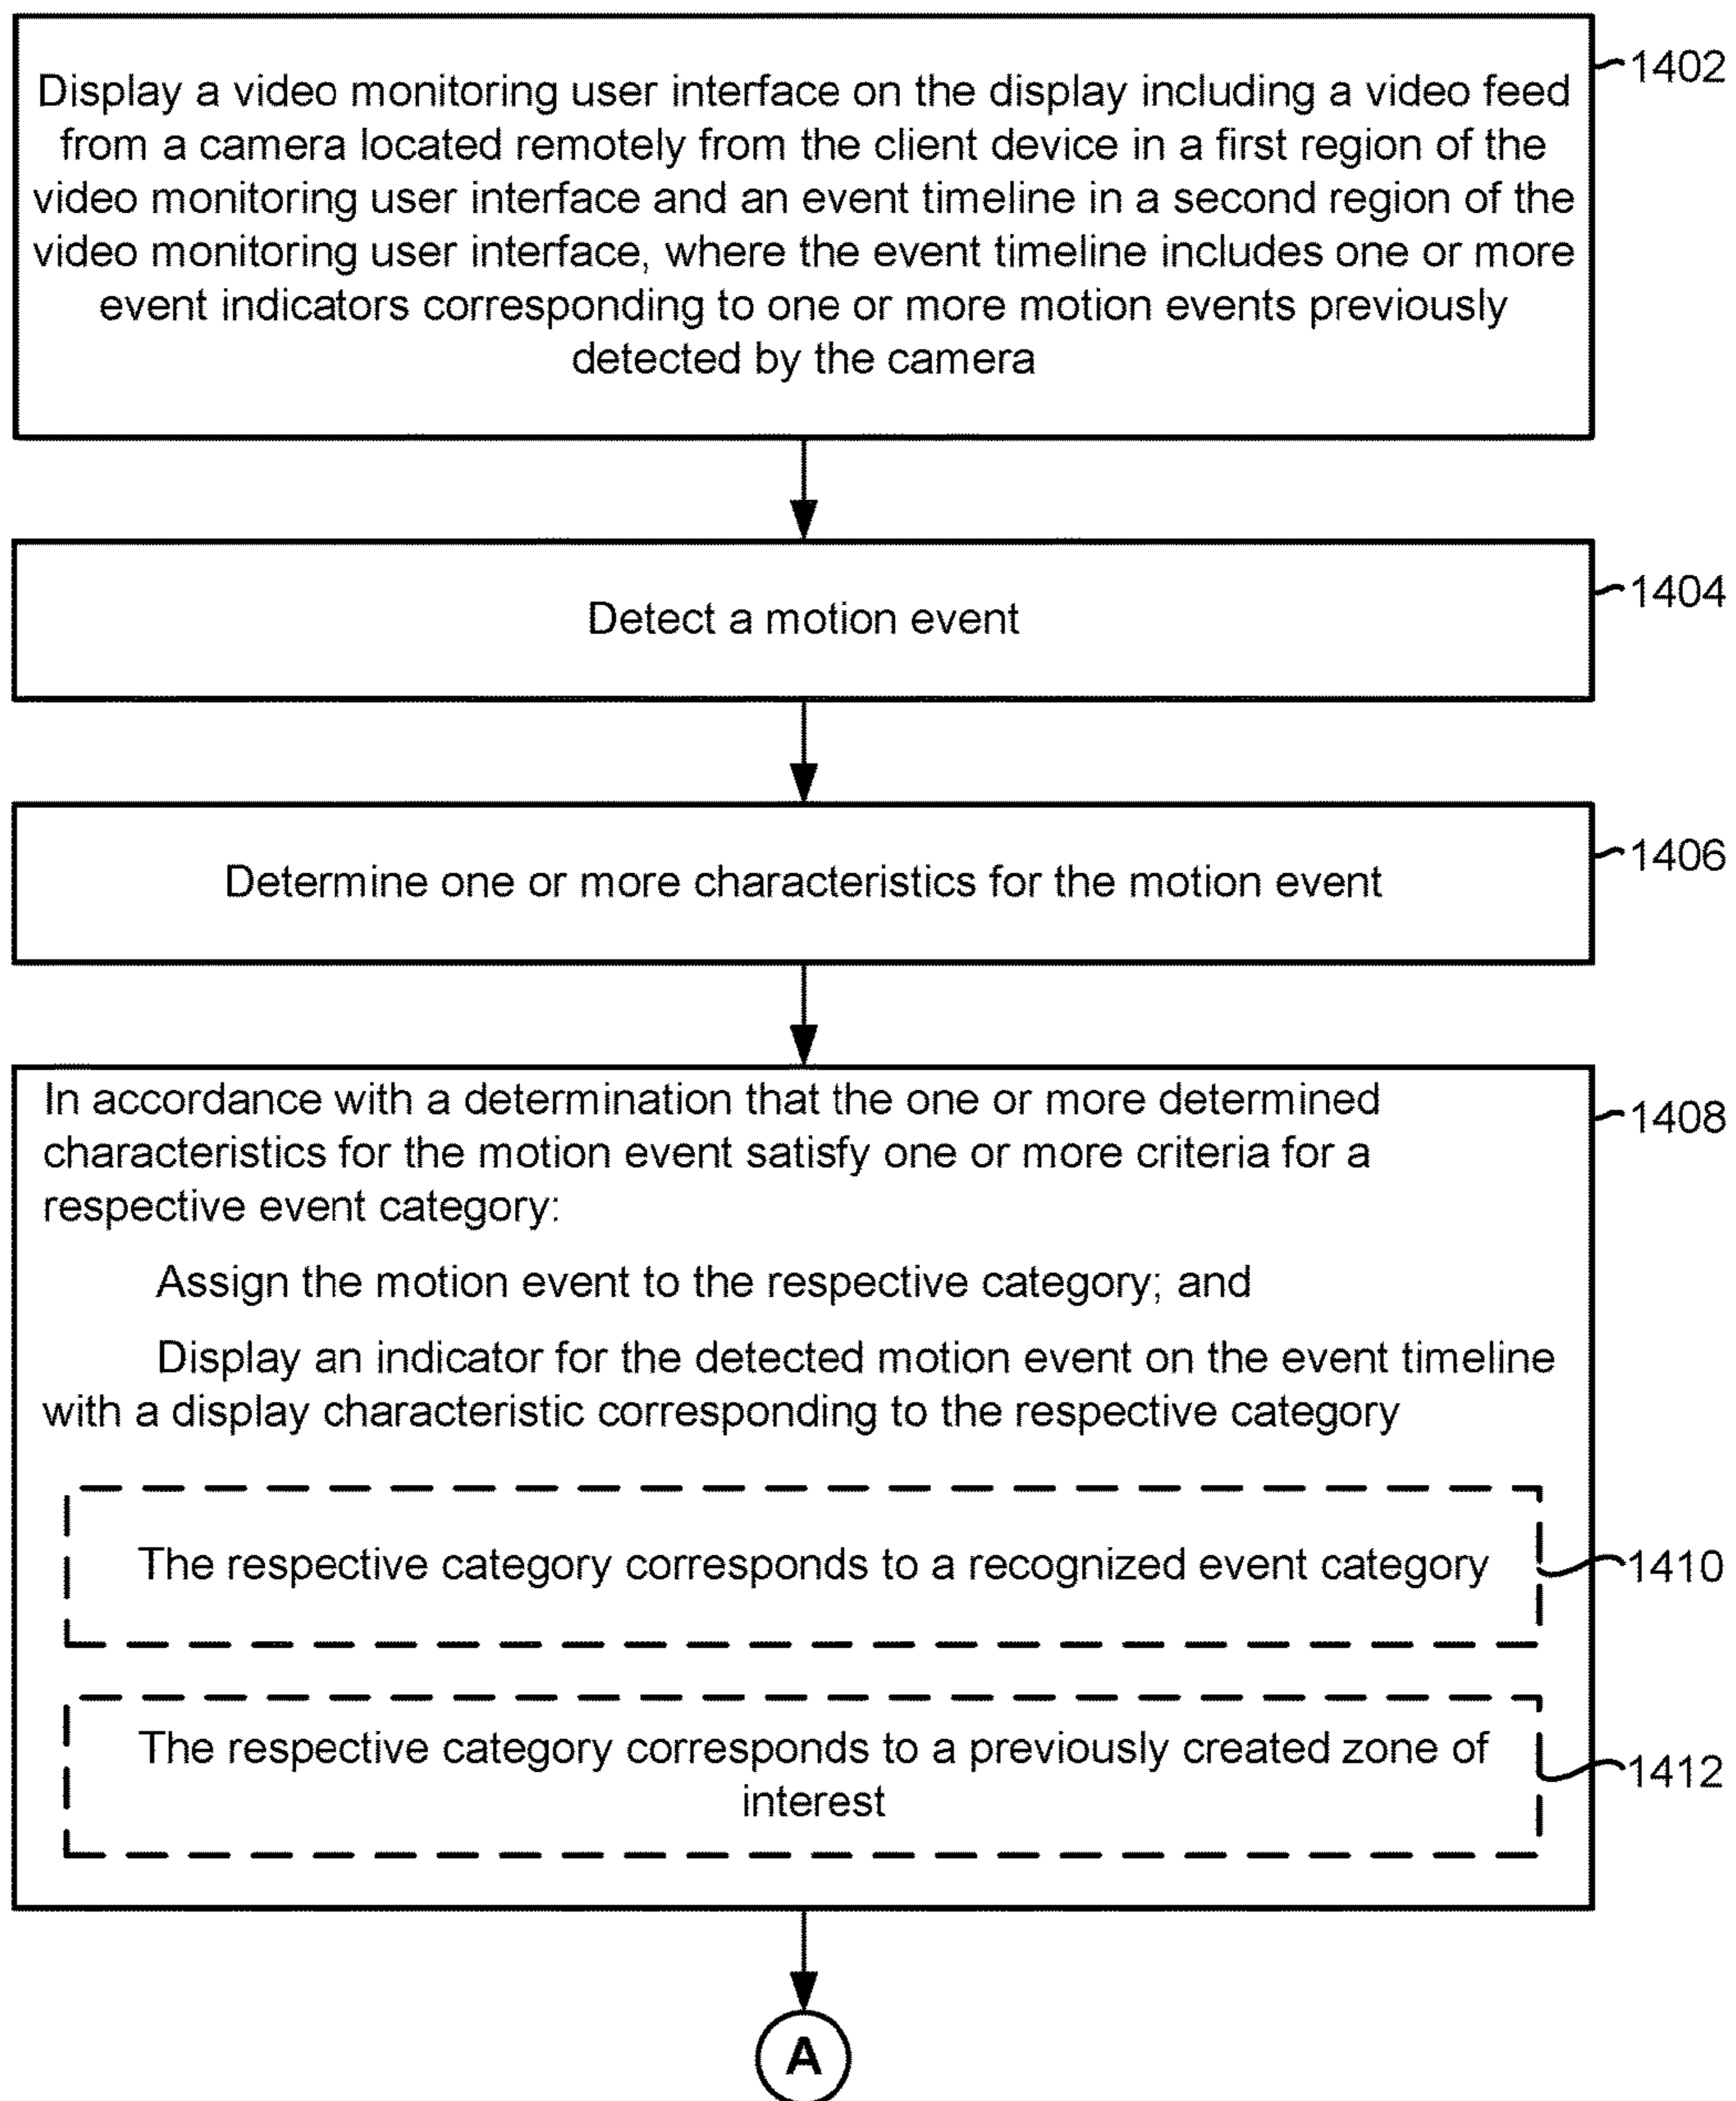 Display a video monitoring user interface on the display including a video feed
from a camera located remotely from the client device in a first region of the
video monitoring user interface and an event timeline in a second region of the
video monitoring user interface, where the event timeline includes one or more
event indicators corresponding to one or more motion events previously
detected by the camera
1402
Detect a motion event
1404
Determine one or more characteristics for the motion event
1406
In accordance with a determination that the one or more determined
characteristics for the motion event satisfy one or more criteria for a
respective event category:
Assign the motion event to the respective category; and
Display an indicator for the detected motion event on the event timeline
with a display characteristic corresponding to the respective category
1408
The respective category corresponds to a recognized event category
1410
The respective category corresponds to a previously created zone of
interest
1412
A